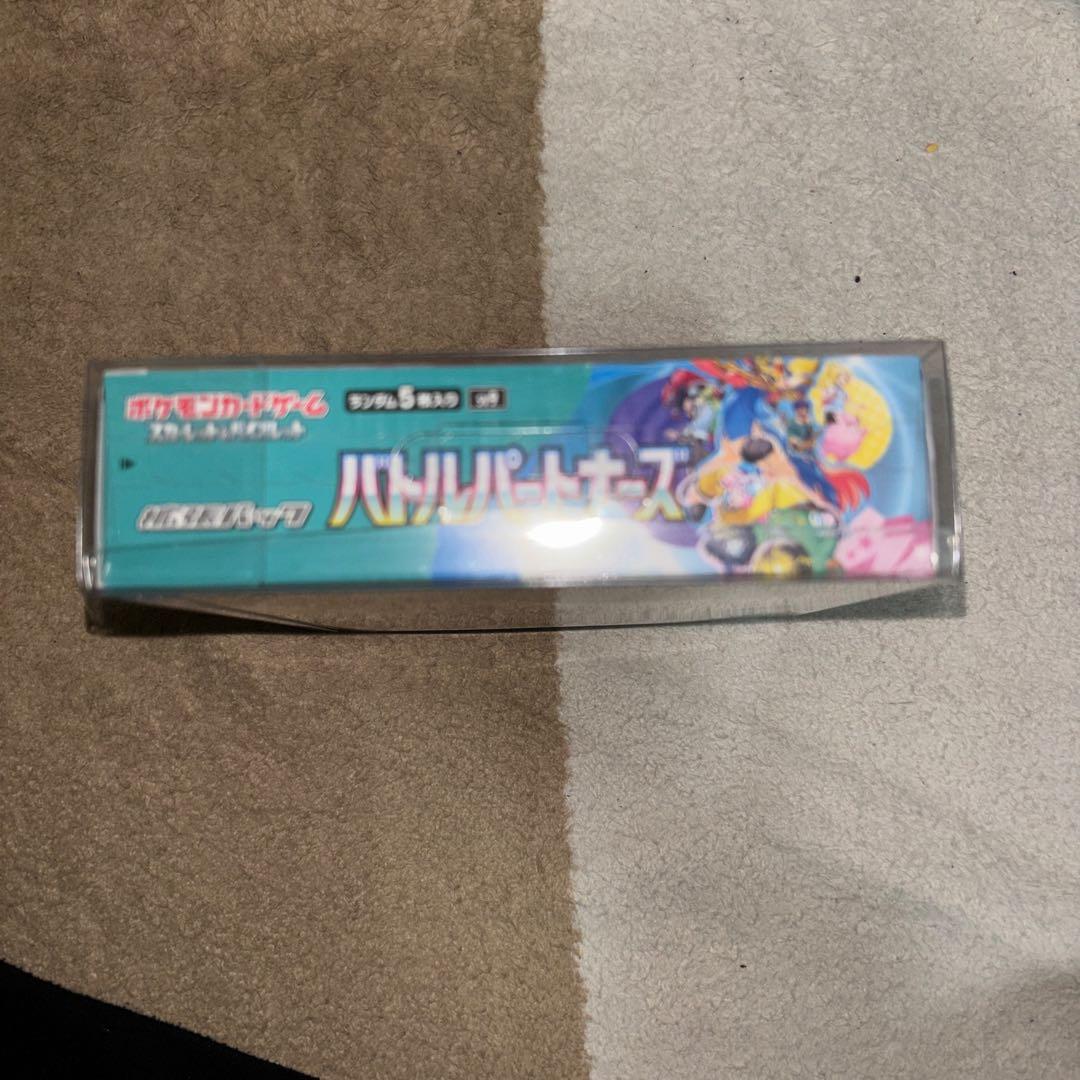 ポケモンカードゲーム
スカーレット&バイオレット
ランダム5枚入り
sv9
拡張パック
バトルパートナーズ